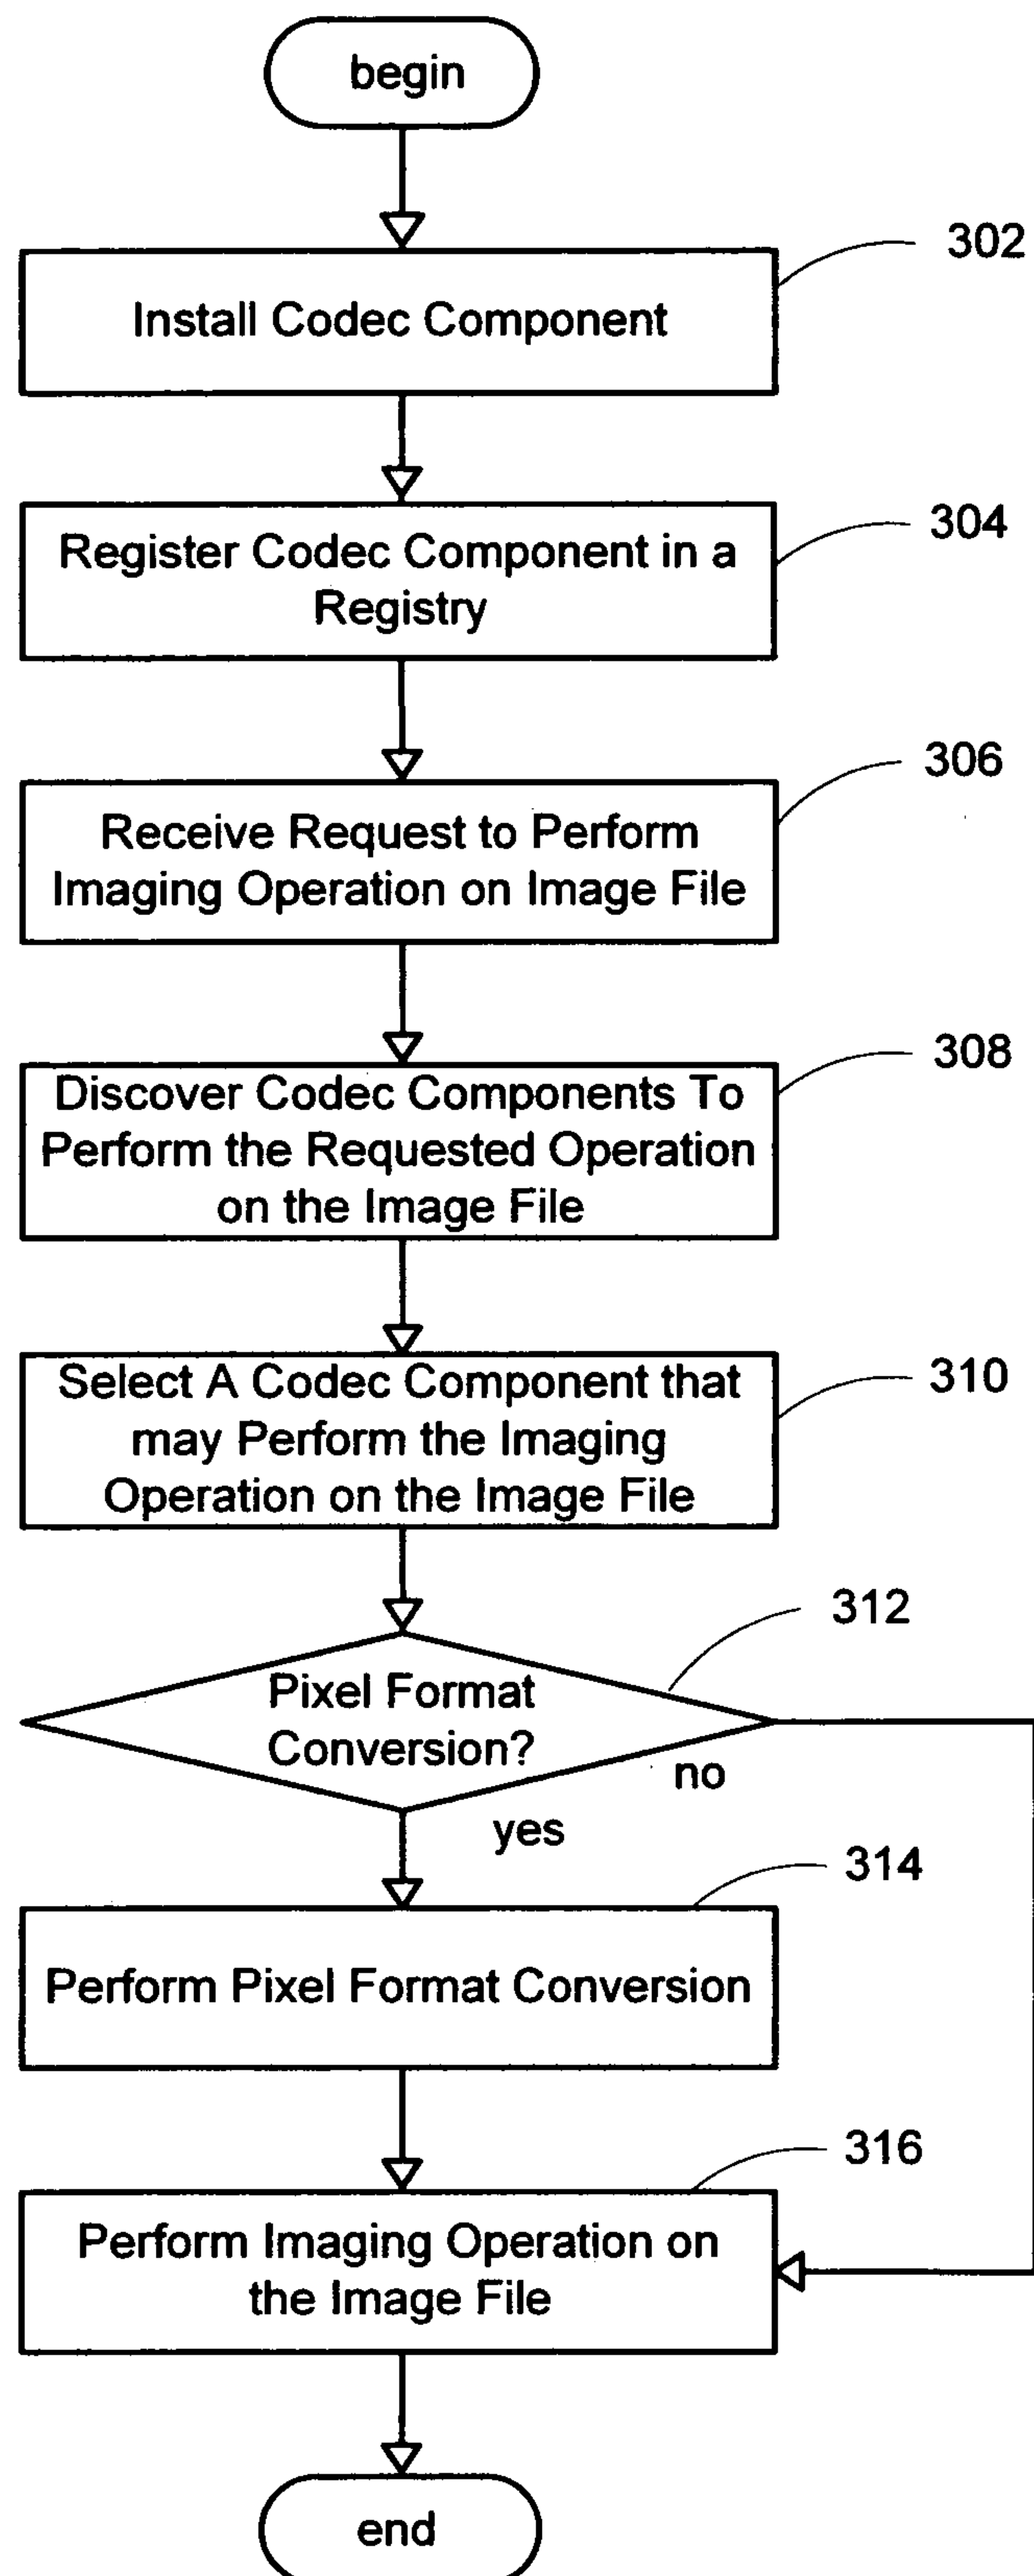 begin
302
Install Codec Component
304
Register Codec Component in a
Registry
306
Receive Request to Perform
Imaging Operation on Image File
308
Discover Codec Components To
Perform the Requested Operation
on the Image File
310
Select A Codec Component that
may Perform the Imaging
Operation on the Image File
312
Pixel Format
Conversion?
no
yes
314
Perform Pixel Format Conversion
316
Perform Imaging Operation on
the Image File
end